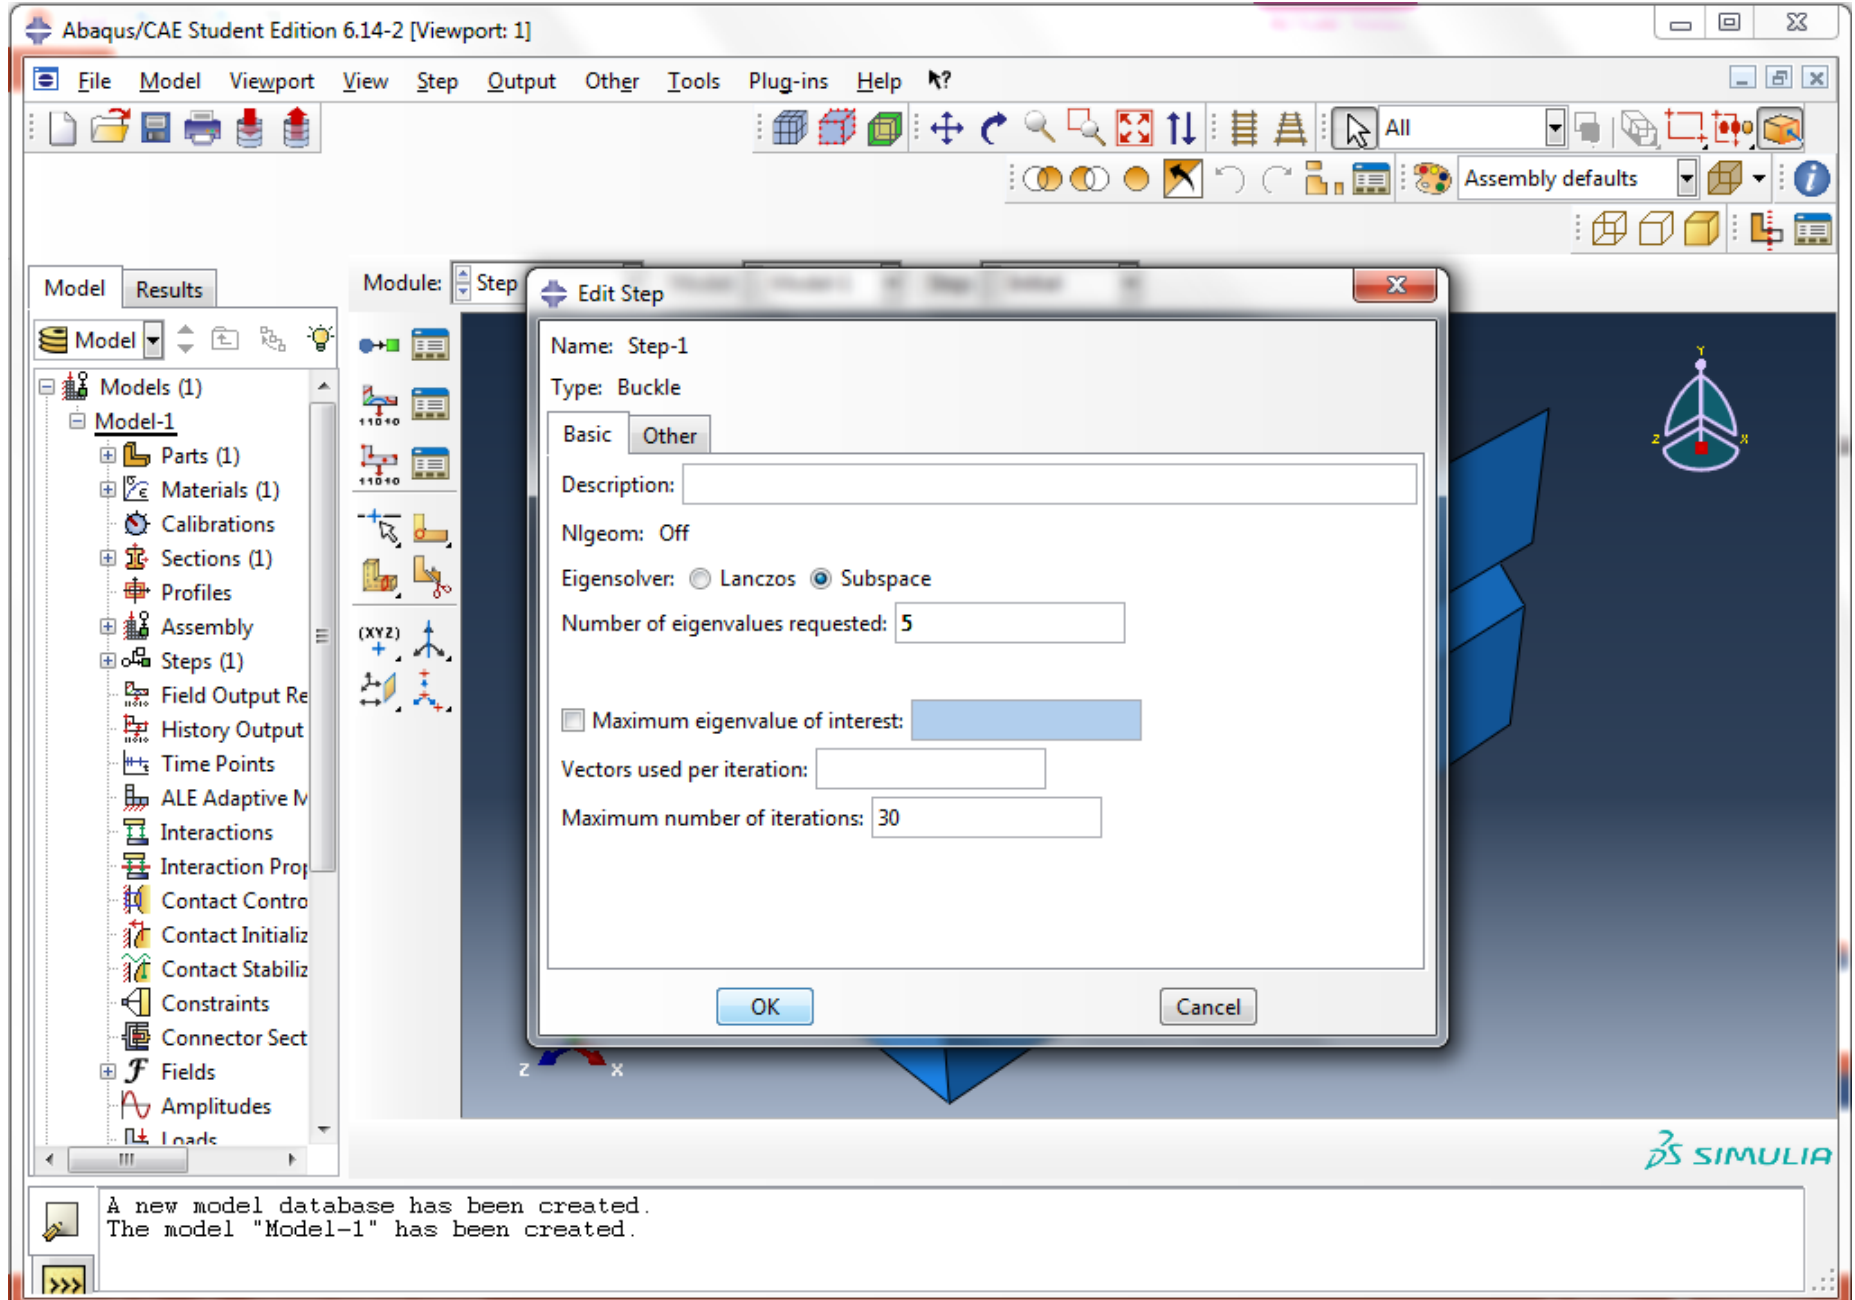 Abaqus/CAE Student Edition 6.14-2 [Viewport: 1]
File Model Viewport View Step Output Other Tools Plug-ins Help ?
All
Assembly defaults
i
Model Results
Module: Step
Model
Models (1)
Model-1
Parts (1)
Materials (1)
Calibrations
Sections (1)
Profiles
Assembly
Steps (1)
Field Output Re
History Output
Time Points
ALE Adaptive M
Interactions
Interaction Prop
Contact Contro
Contact Initializ
Contact Stabiliz
Constraints
Connector Sect
Fields
Amplitudes
Loads
11010
11010
(XYZ)
Edit Step
Name: Step-1
Type: Buckle
Basic Other
Description:
Nlgeom: Off
Eigensolver: Lanczos Subspace
Number of eigenvalues requested: 5
Maximum eigenvalue of interest:
Vectors used per iteration:
Maximum number of iterations: 30
OK Cancel
Y
Z X
Z X
SIMULIA
A new model database has been created.
The model "Model-1" has been created.
>>>